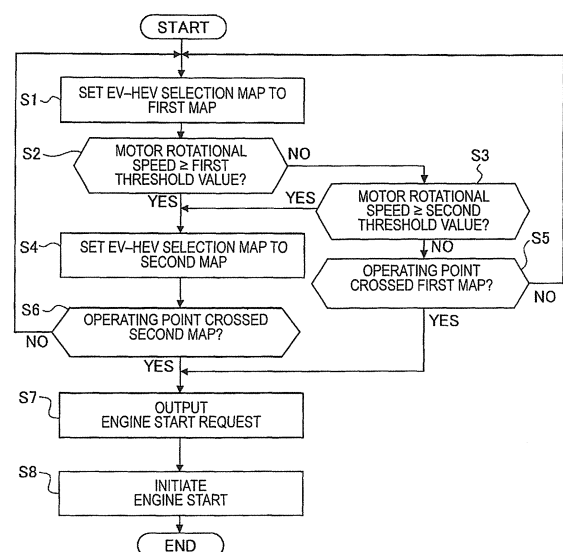 START
S1
SET EV–HEV SELECTION MAP TO
FIRST MAP
S2
MOTOR ROTATIONAL
SPEED ≥ FIRST
THRESHOLD VALUE?
NO
YES
S3
YES
MOTOR ROTATIONAL
SPEED ≥ SECOND
THRESHOLD VALUE?
NO
S4
SET EV–HEV SELECTION MAP TO
SECOND MAP
S5
OPERATING POINT
CROSSED FIRST MAP?
NO
YES
S6
OPERATING POINT CROSSED
SECOND MAP?
NO
YES
S7
OUTPUT
ENGINE START REQUEST
S8
INITIATE
ENGINE START
END